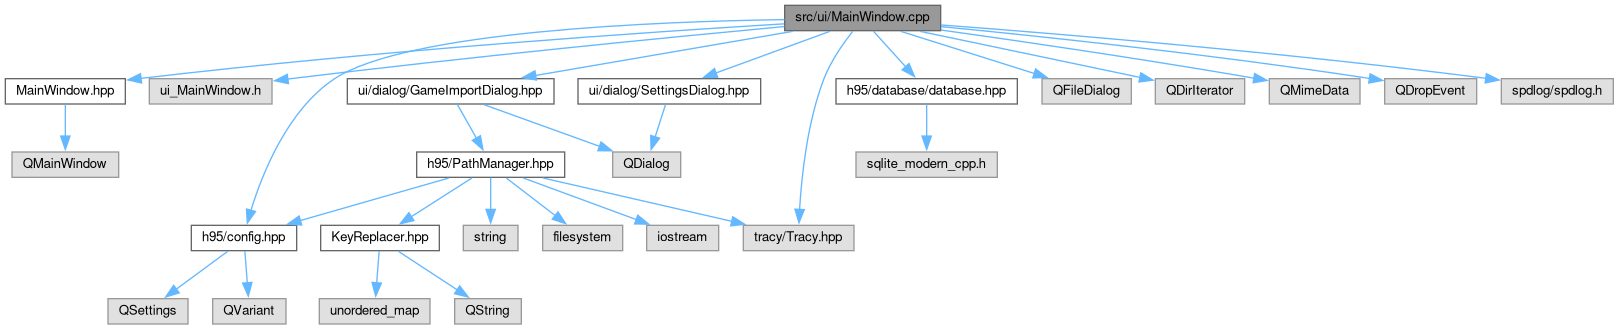 src/ui/MainWindow.cpp
MainWindow.hpp
ui_MainWindow.h
ui/dialog/GameImportDialog.hpp
ui/dialog/SettingsDialog.hpp
h95/database/database.hpp
QFileDialog
QDirIterator
QMimeData
QDropEvent
spdlog/spdlog.h
QMainWindow
h95/PathManager.hpp
QDialog
sqlite_modern_cpp.h
h95/config.hpp
KeyReplacer.hpp
string
filesystem
iostream
tracy/Tracy.hpp
QSettings
QVariant
unordered_map
QString